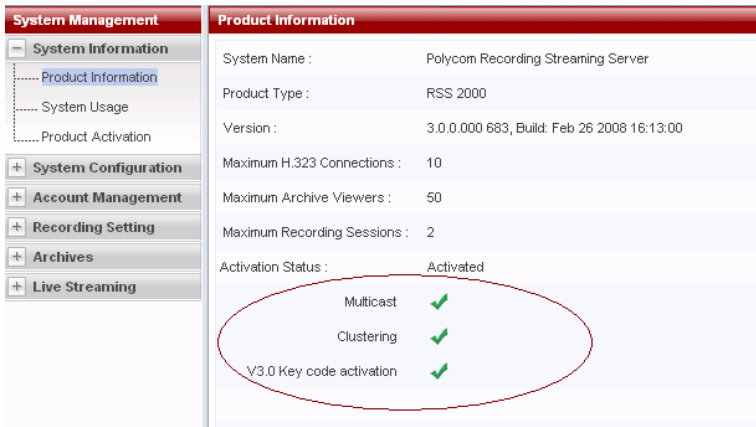 System Management
System Information
Product Information
System Usage
Product Activation
System Configuration
Account Management
Recording Setting
Archives
Live Streaming
Product Information
System Name : Polycom Recording Streaming Server
Product Type : RSS 2000
Version : 3.0.0.000 683, Build: Feb 26 2008 16:13:00
Maximum H.323 Connections : 10
Maximum Archive Viewers : 50
Maximum Recording Sessions : 2
Activation Status : Activated
Multicast
Clustering
V3.0 Key code activation